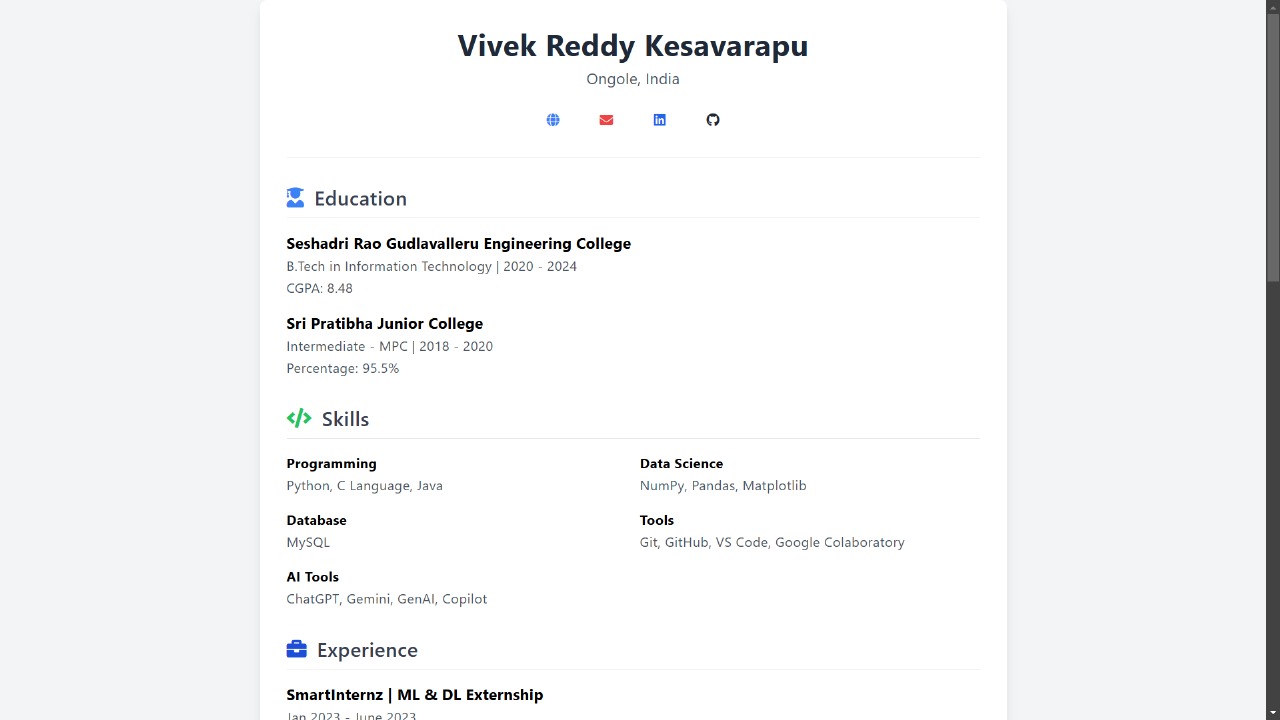 Vivek Reddy Kesavarapu
Ongole, India
Education
Seshadri Rao Gudlavalleru Engineering College
B.Tech in Information Technology | 2020 - 2024
CGPA: 8.48
Sri Pratibha Junior College
Intermediate - MPC | 2018 - 2020
Percentage: 95.5%
Skills
Programming
Python, C Language, Java
Data Science
NumPy, Pandas, Matplotlib
Database
MySQL
Tools
Git, GitHub, VS Code, Google Colaboratory
AI Tools
ChatGPT, Gemini, GenAI, Copilot
Experience
SmartInternz | ML & DL Externship
Jan 2023 - June 2023